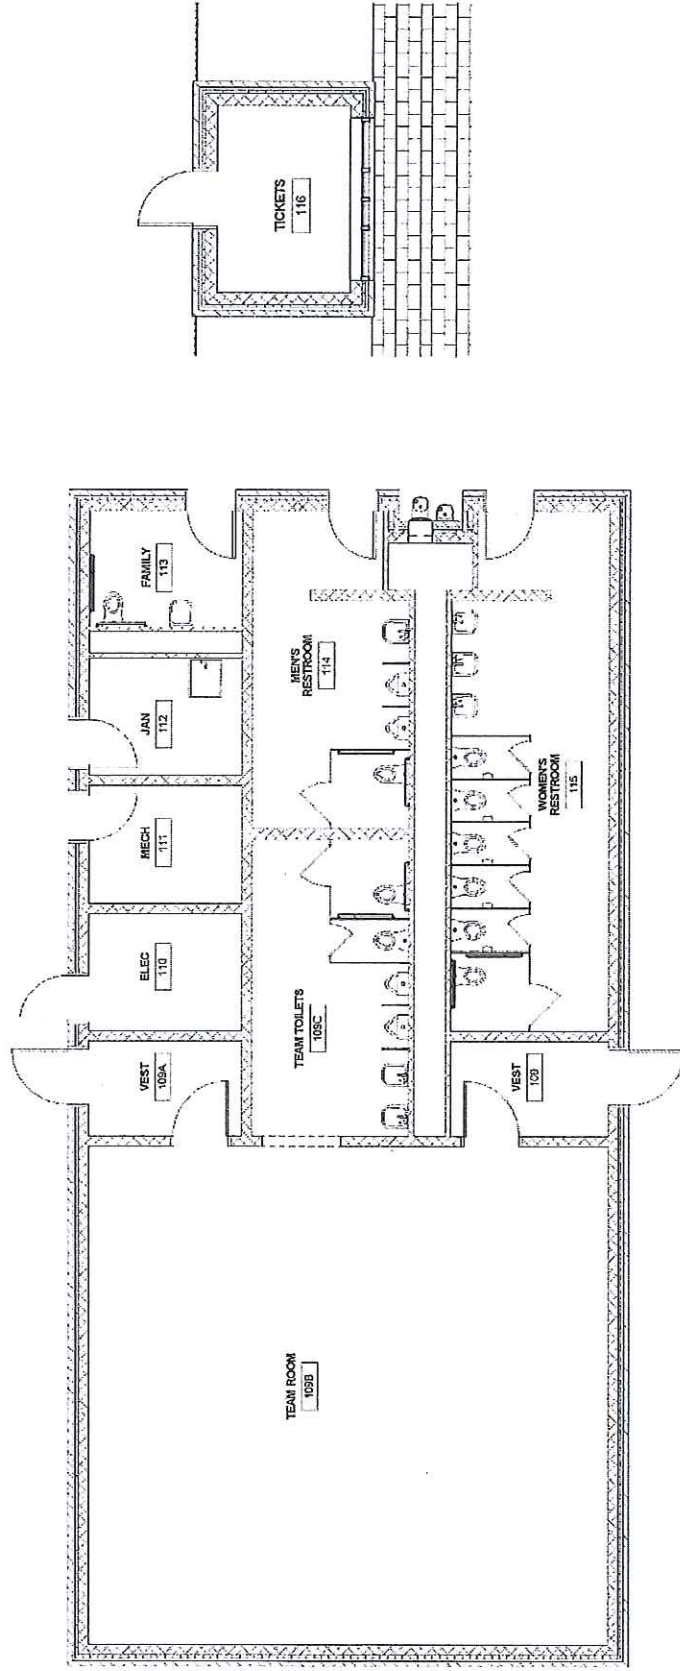 TICKETS
116
FAMILY
113
JAN
112
MECH
111
ELEC
110
VEST
109A
MEN'S
RESTROOM
114
TEAM TOILETS
109C
WOMEN'S
RESTROOM
115
VEST
109
TEAM ROOM
109B